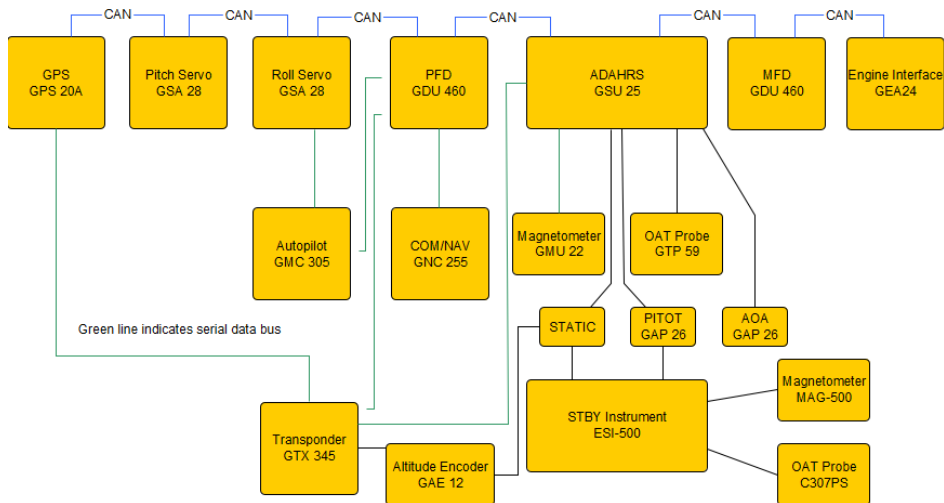 CAN
CAN
CAN
CAN
CAN
CAN
GPS
GPS 20A
Pitch Servo
GSA 28
Roll Servo
GSA 28
PFD
GDU 460
ADAHRS
GSU 25
MFD
GDU 460
Engine Interface
GEA24
Autopilot
GMC 305
COM/NAV
GNC 255
Magnetometer
GMU 22
OAT Probe
GTP 59
Green line indicates serial data bus
STATIC
PITOT
GAP 26
AOA
GAP 26
Magnetometer
MAG-500
STBY Instrument
ESI-500
Transponder
GTX 345
Altitude Encoder
GAE 12
OAT Probe
C307PS